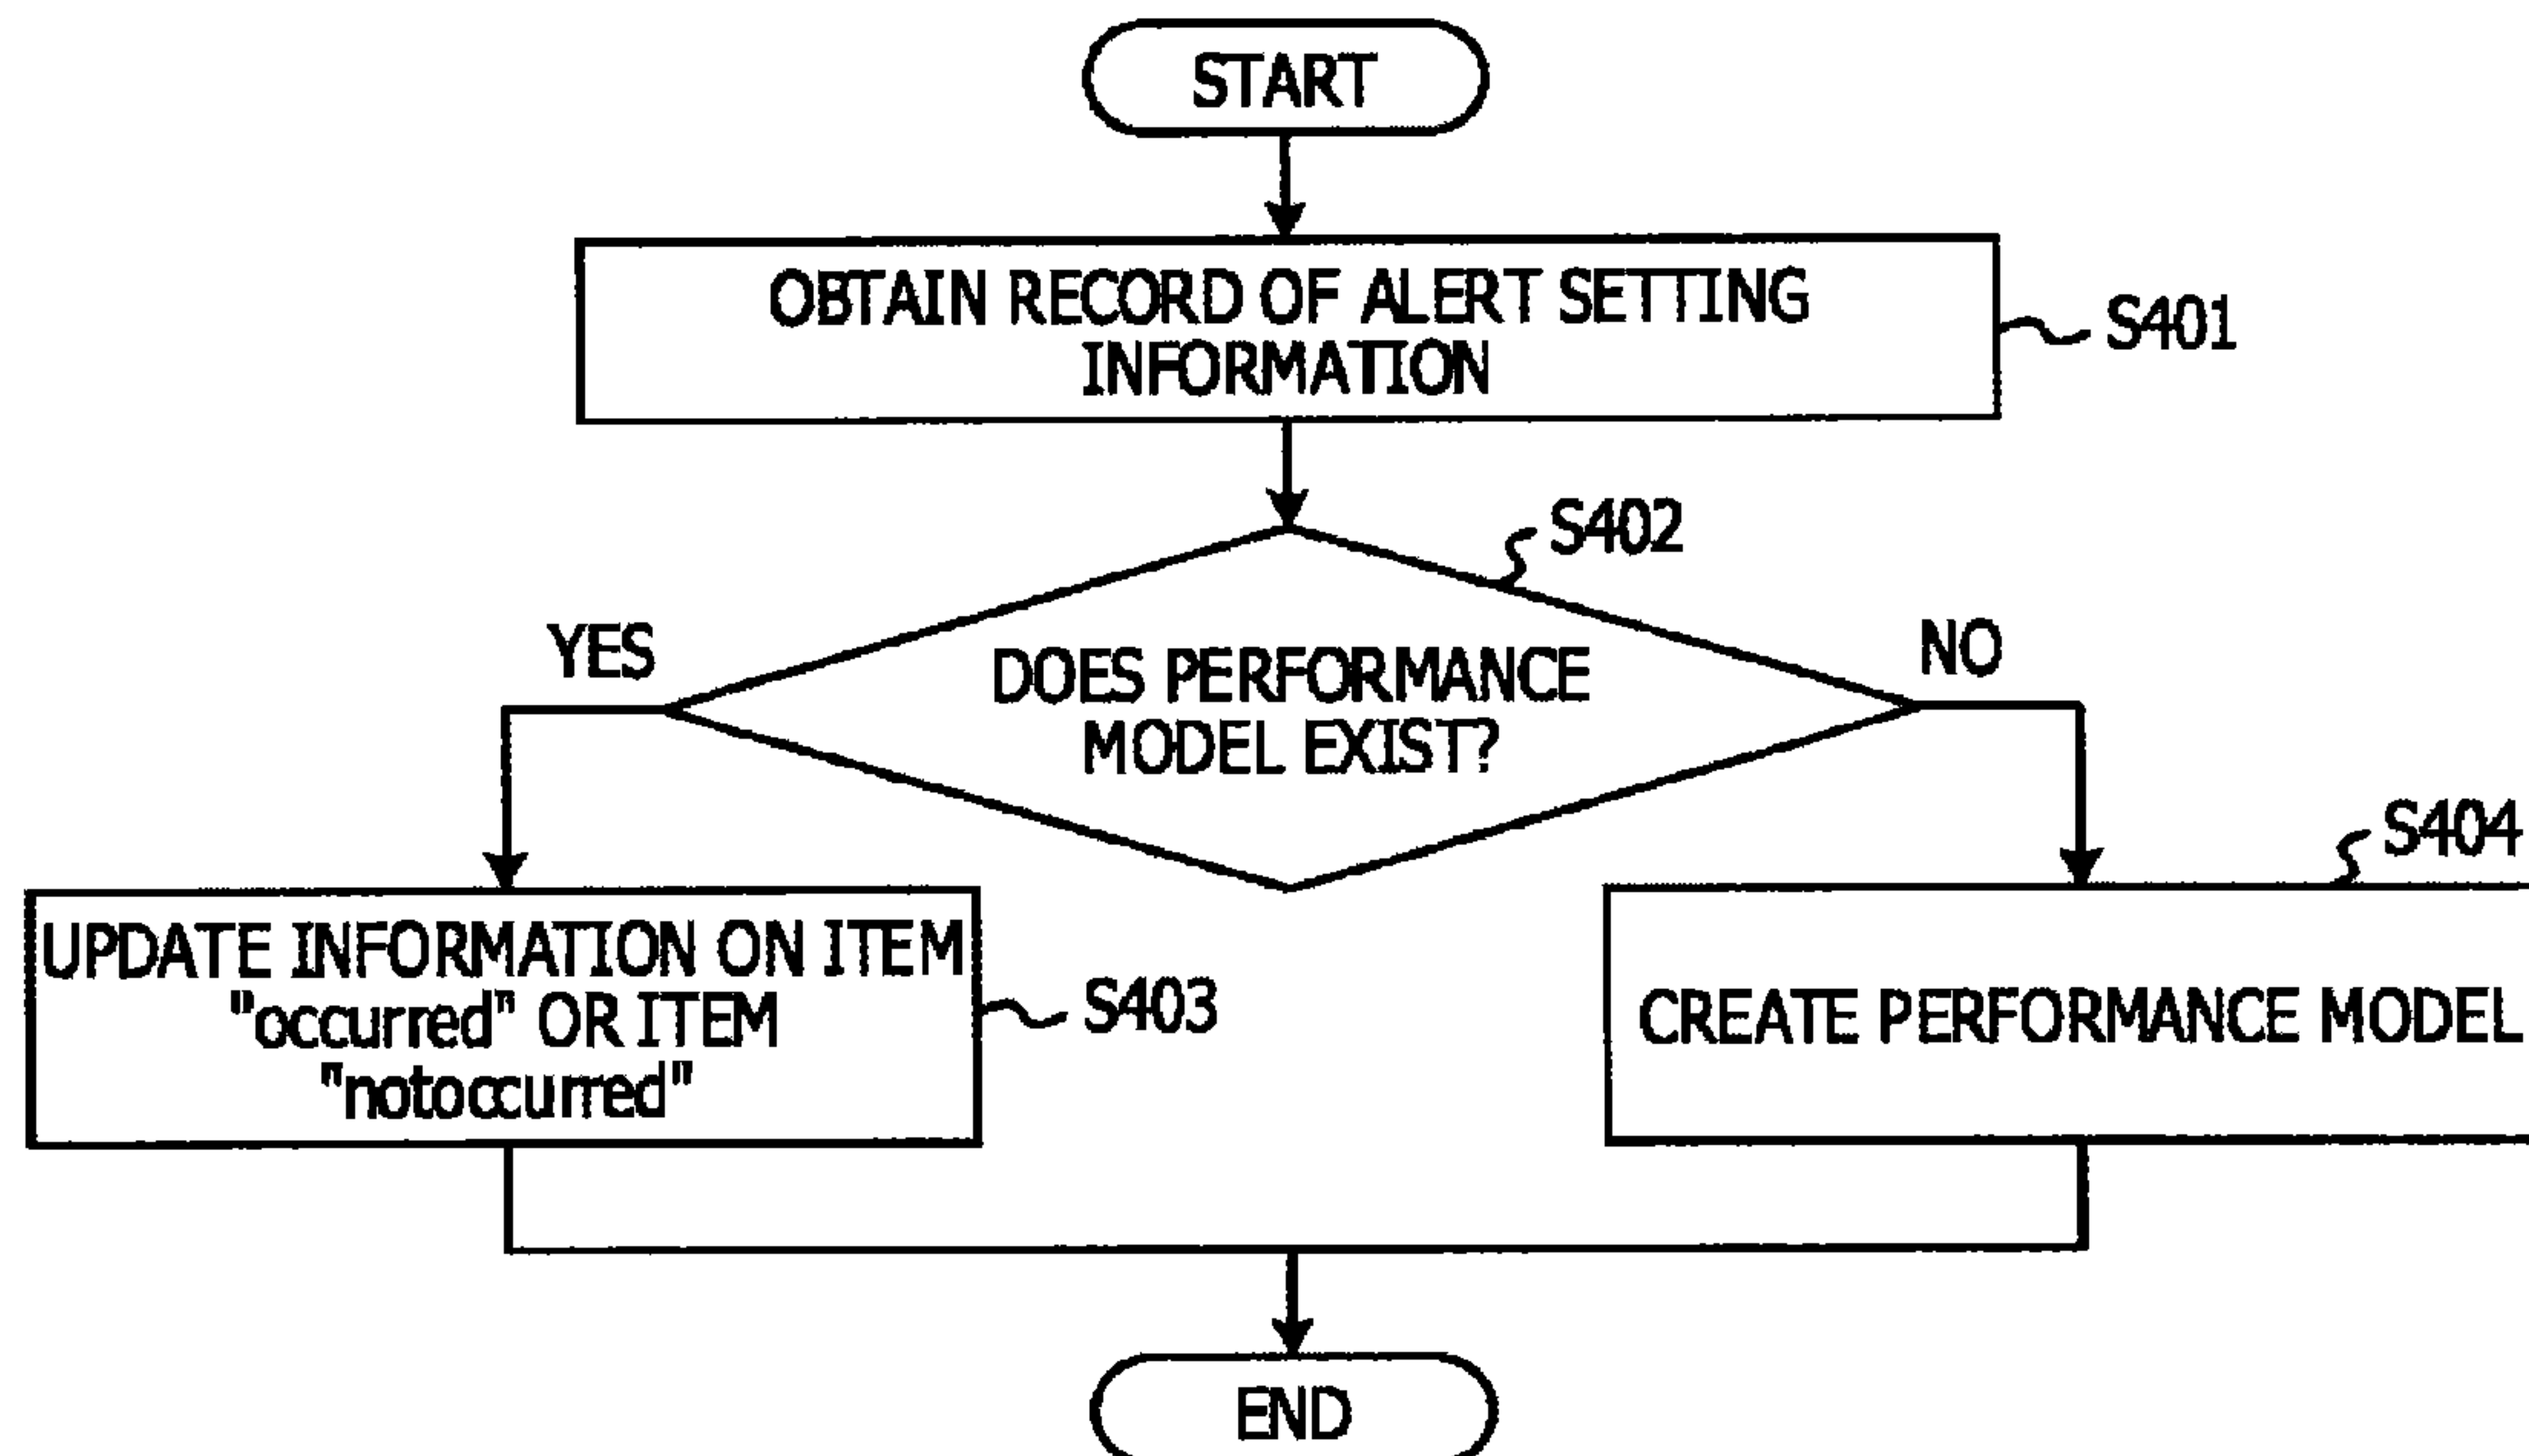 START
OBTAIN RECORD OF ALERT SETTING
INFORMATION
S401
S402
YES
NO
DOES PERFORMANCE
MODEL EXIST?
S404
UPDATE INFORMATION ON ITEM
"occurred" OR ITEM
"notoccurred"
S403
CREATE PERFORMANCE MODEL
END